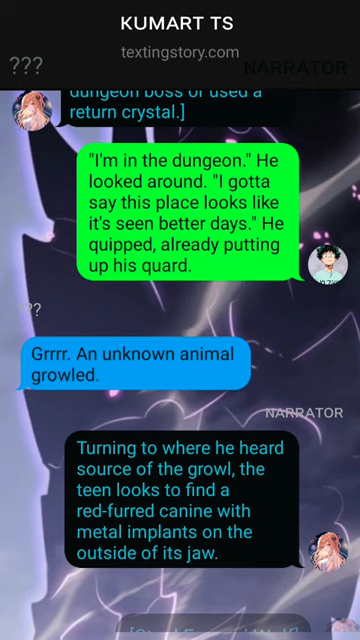 KUMART TS
textingstory.com
???
NARRATOR
dungeon boss or used a
return crystal.]
"I'm in the dungeon." He
looked around. "I gotta
say this place looks like
it's seen better days." He
quipped, already putting
up his quard.
???
Grrrr. An unknown animal
growled.
NARRATOR
Turning to where he heard
source of the growl, the
teen looks to find a
red-furred canine with
metal implants on the
outside of its jaw.